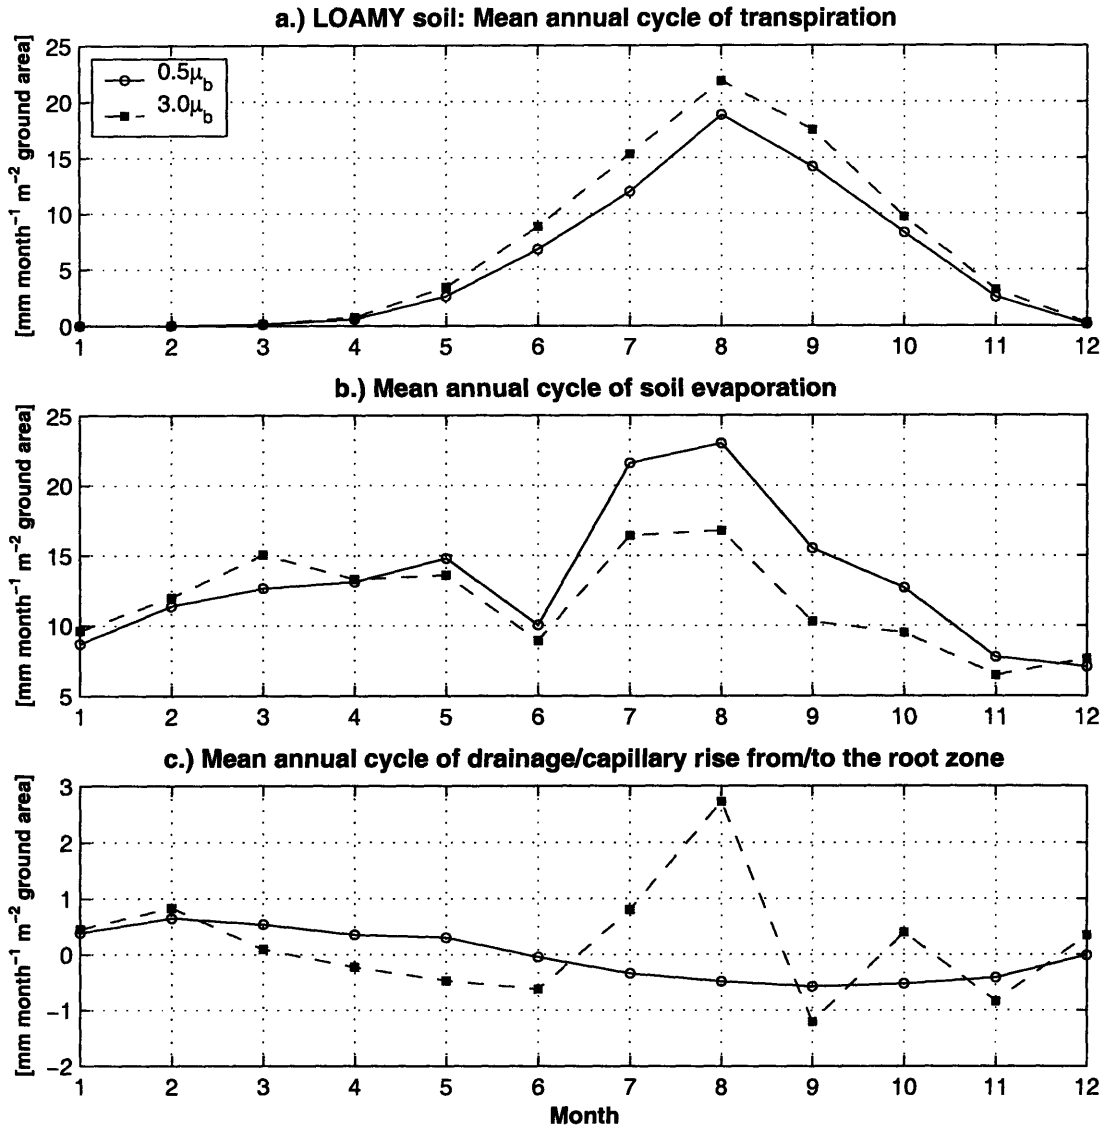 a.) LOAMY soil: Mean annual cycle of transpiration
[mm month⁻¹ m⁻² ground area]
25
20
15
10
5
0
0.5μb
3.0μb
1 2 3 4 5 6 7 8 9 10 11 12
b.) Mean annual cycle of soil evaporation
[mm month⁻¹ m⁻² ground area]
25
20
15
10
5
1 2 3 4 5 6 7 8 9 10 11 12
c.) Mean annual cycle of drainage/capillary rise from/to the root zone
[mm month⁻¹ m⁻² ground area]
3
2
1
0
−1
−2
1 2 3 4 5 6 7 8 9 10 11 12
Month